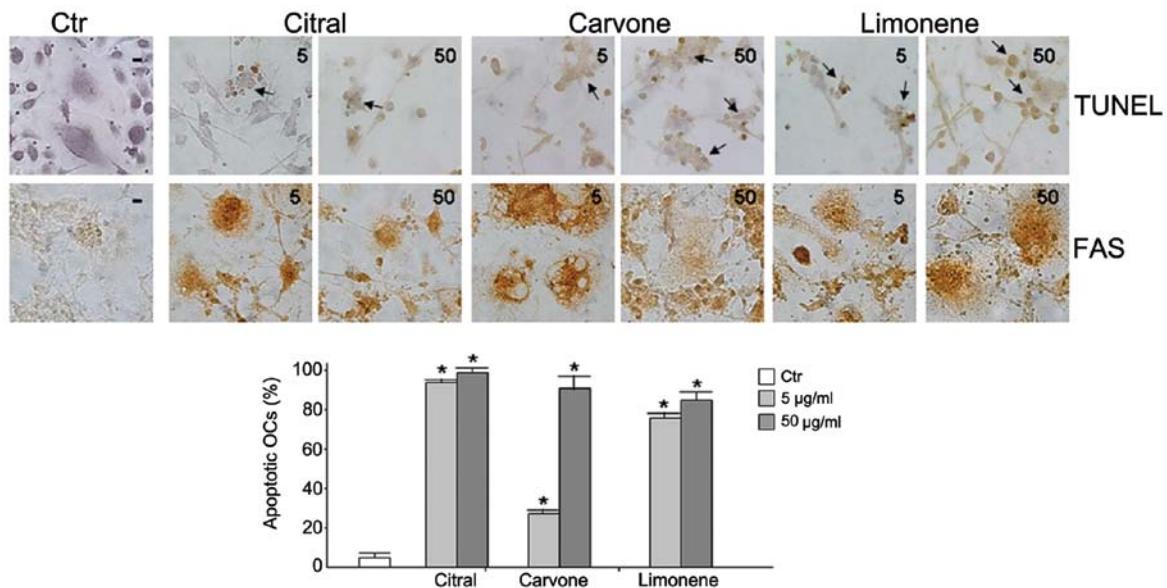 Ctr Citral Carvone Limonene
5 50 5 50 5 50 TUNEL
5 50 5 50 5 50 FAS
100
80
60
40
20
0
Apoptotic OCs (%)
* * * * * *
Citral Carvone Limonene
Ctr
5 µg/ml
50 µg/ml